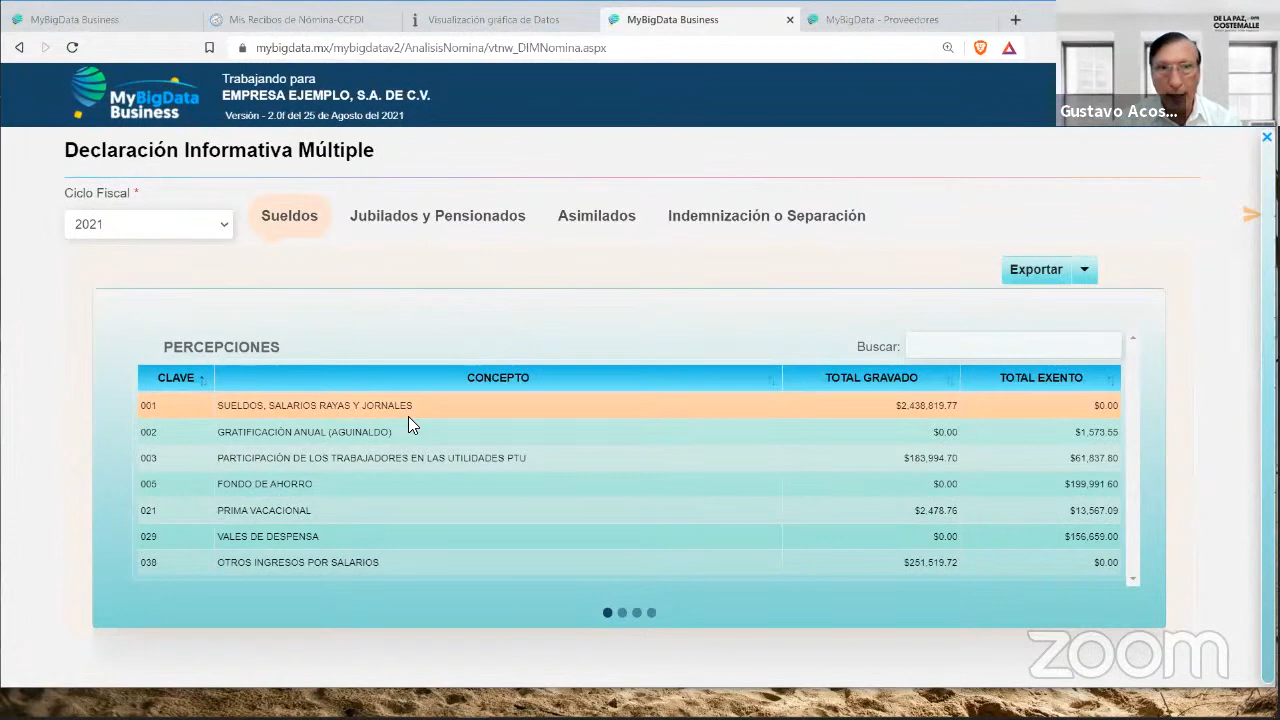 MyBigData Business
Mis Recibos de Nómina-CCFDI
Visualización gráfica de Datos
MyBigData Business
MyBigData - Proveedores
mybigdata.mx/mybigdatav2/AnalisisNomina/vtnw_DIMNomina.aspx
DE LA PAZ,
COSTEMALLE
Gustavo Acos...
MyBigData
Business
Trabajando para
EMPRESA EJEMPLO, S.A. DE C.V.
Versión - 2.0f del 25 de Agosto del 2021
Declaración Informativa Múltiple
Ciclo Fiscal *
2021
Sueldos
Jubilados y Pensionados
Asimilados
Indemnización o Separación
Exportar
PERCEPCIONES
Buscar:
CLAVE CONCEPTO TOTAL GRAVADO TOTAL EXENTO
001 SUELDOS, SALARIOS RAYAS Y JORNALES $2,438,819.77 $0.00
002 GRATIFICACIÓN ANUAL (AGUINALDO) $0.00 $1,573.55
003 PARTICIPACIÓN DE LOS TRABAJADORES EN LAS UTILIDADES PTU $163,994.70 $61,837.80
005 FONDO DE AHORRO $0.00 $199,991.60
021 PRIMA VACACIONAL $2,478.76 $13,567.09
029 VALES DE DESPENSA $0.00 $156,659.00
038 OTROS INGRESOS POR SALARIOS $251,519.72 $0.00
zoom